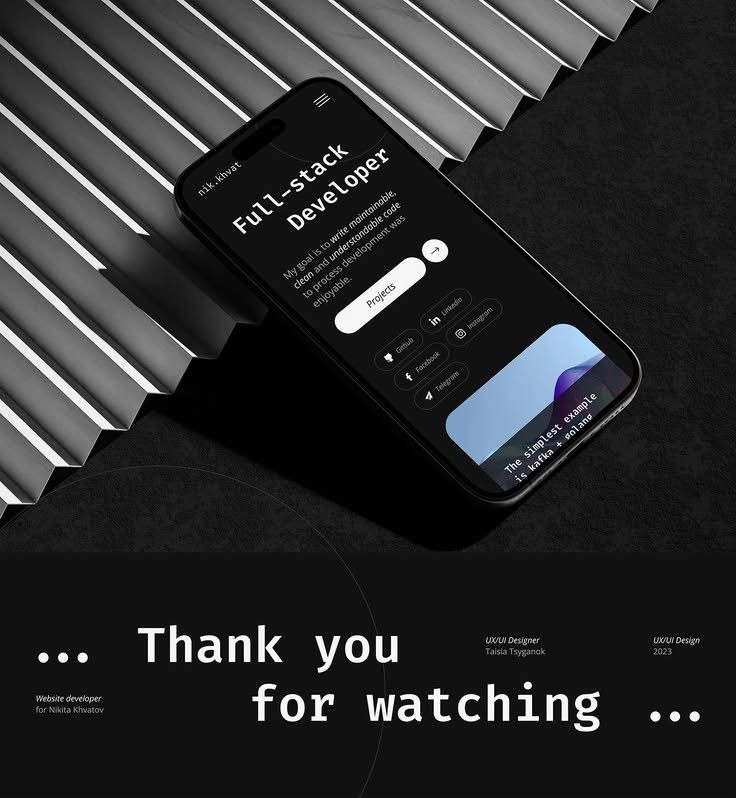 nik.khvat
Full-stack
Developer
My goal is to write maintainable,
clean and understandable code
to process development was
enjoyable.
Projects
Github
LinkedIn
Facebook
Instagram
Telegram
The simplest example
is kafka + golang
... Thank you
for watching ...
UX/UI Designer
Taisia Tsyganok
UX/UI Design
2023
Website developer
for Nikita Khvatov